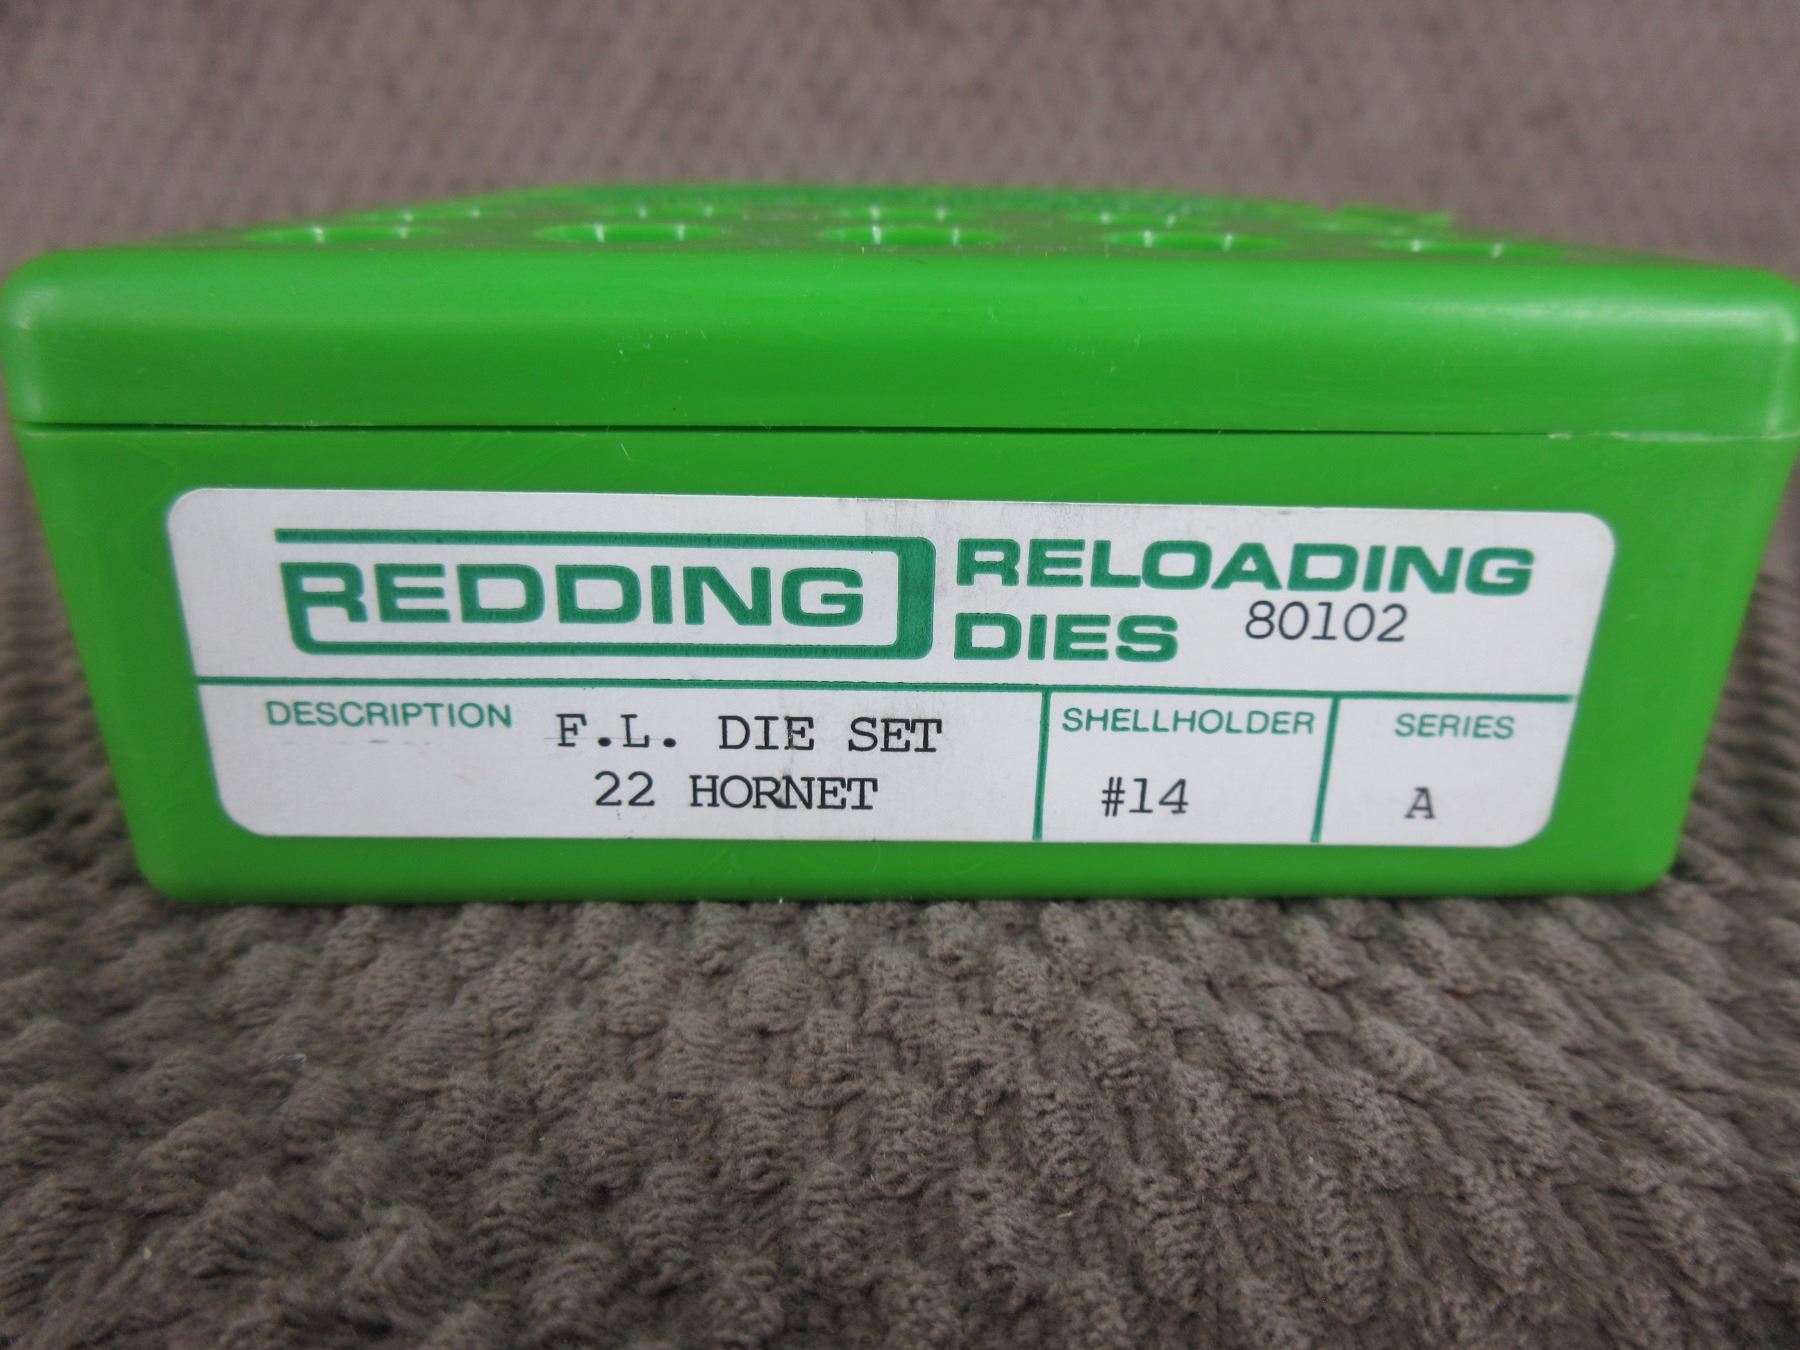 REDDING RELOADING
DIES 80102
DESCRIPTION F.L. DIE SET
22 HORNET
SHELLHOLDER
#14
SERIES
A